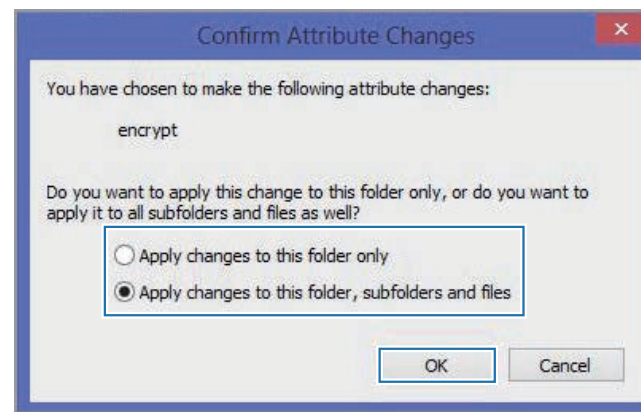 Confirm Attribute Changes
You have chosen to make the following attribute changes:
encrypt
Do you want to apply this change to this folder only, or do you want to
apply it to all subfolders and files as well?
Apply changes to this folder only
Apply changes to this folder, subfolders and files
OK Cancel